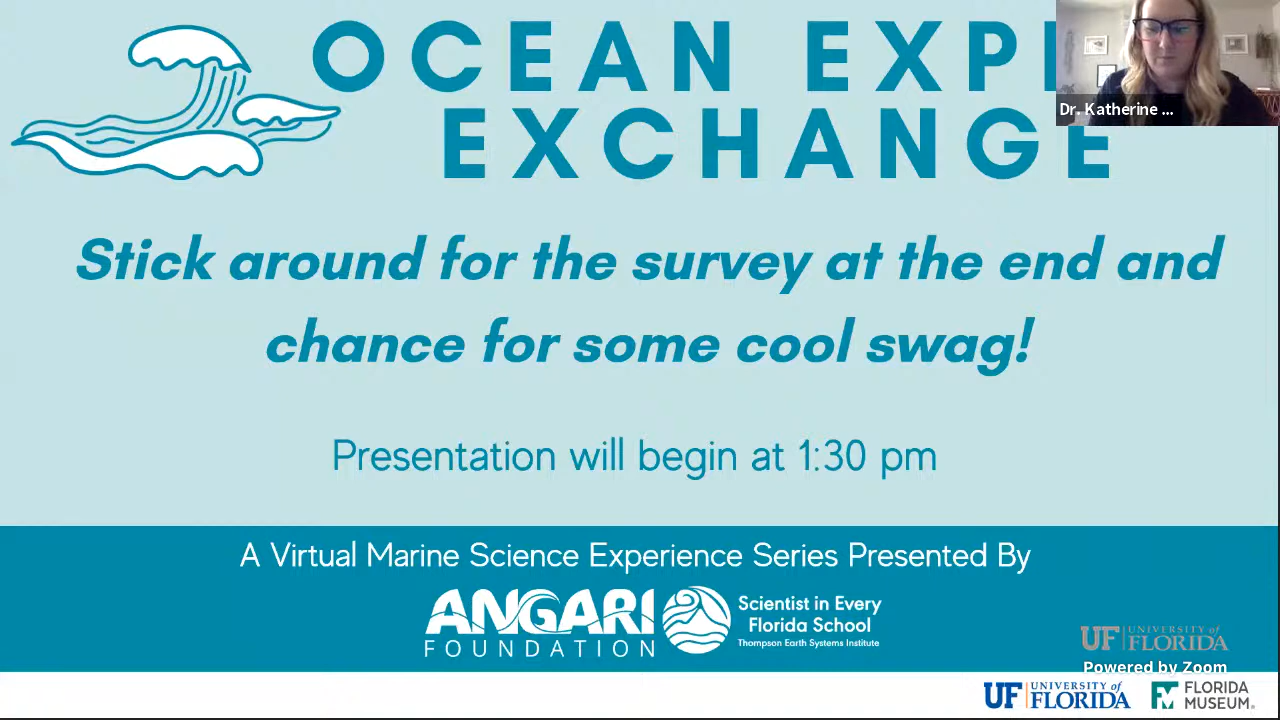 OCEAN EXP
EXCHANGE
Dr. Katherine ...
Stick around for the survey at the end and
chance for some cool swag!
Presentation will begin at 1:30 pm
A Virtual Marine Science Experience Series Presented By
ANGARI
FOUNDATION
Scientist in Every
Florida School
Thompson Earth Systems Institute
UF UNIVERSITY of
FLORIDA
Powered by Zoom
UF UNIVERSITY of
FLORIDA
FLORIDA
MUSEUM